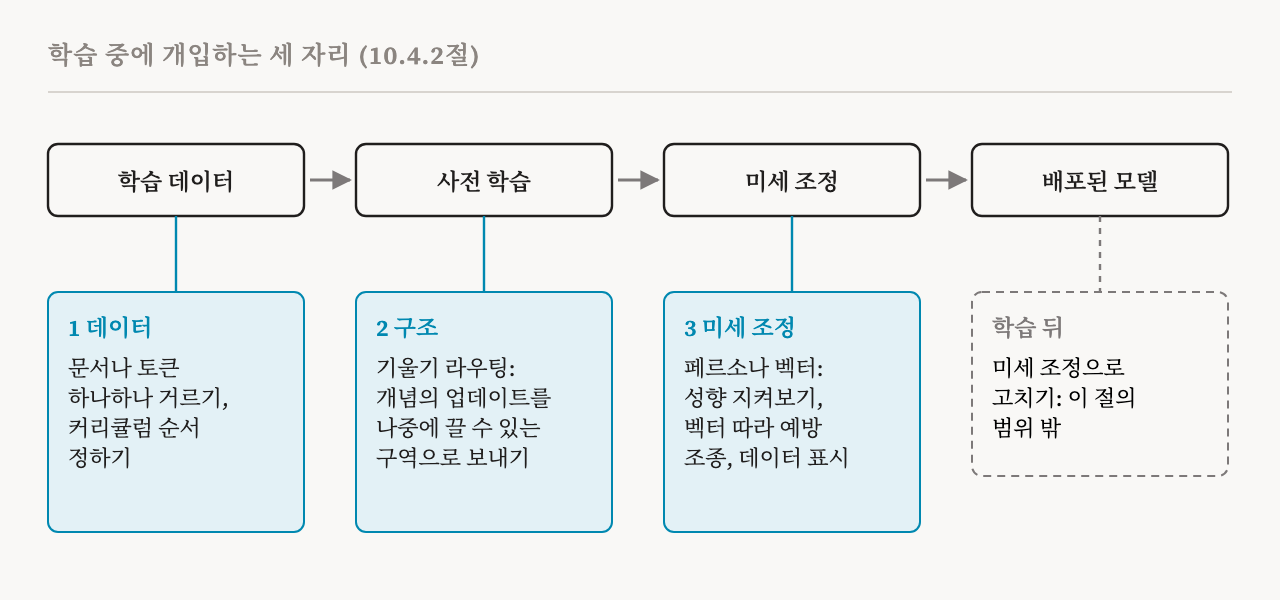 학습 중에 개입하는 세 자리 (10.4.2절)
학습 데이터
사전 학습
미세 조정
배포된 모델
1 데이터
문서나 토큰
하나하나 거르기,
커리큘럼 순서
정하기
2 구조
기울기 라우팅:
개념의 업데이트를
나중에 끌 수 있는
구역으로 보내기
3 미세 조정
페르소나 벡터:
성향 지켜보기,
벡터 따라 예방
조종, 데이터 표시
학습 뒤
미세 조정으로
고치기: 이 절의
범위 밖